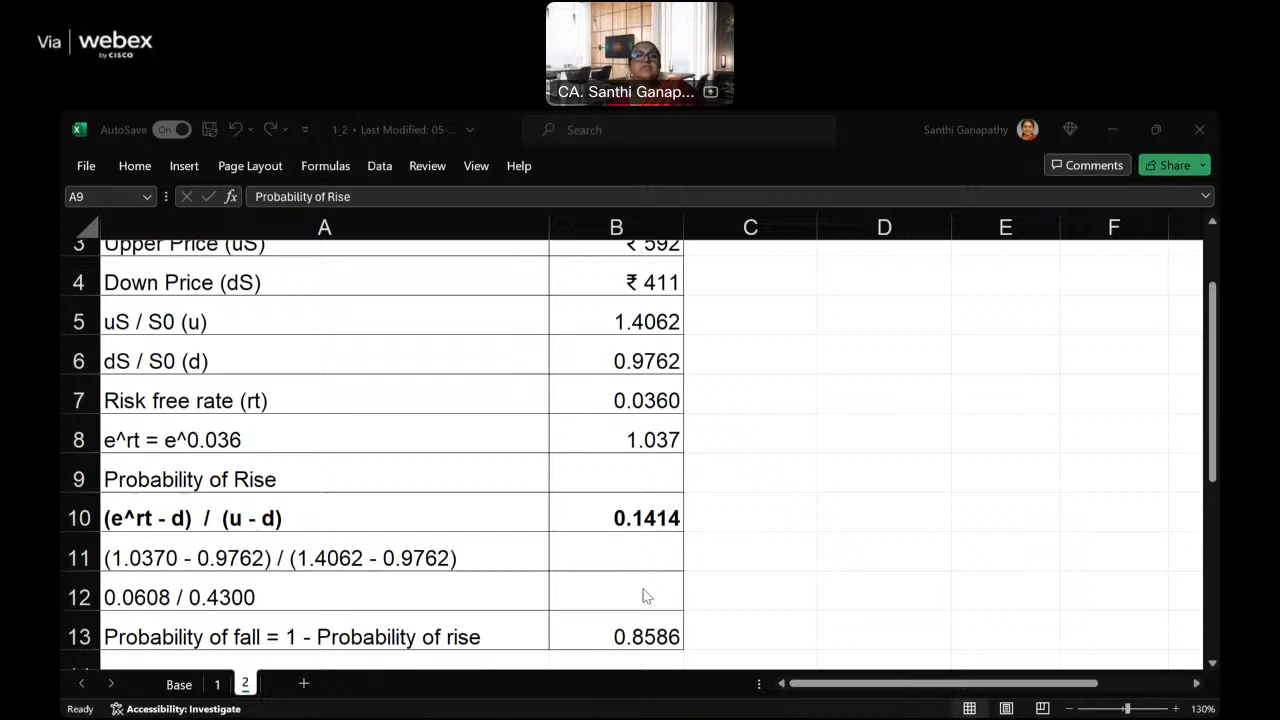 Via webex
by CISCO
CA. Santhi Ganap...
AutoSave On 1_2 • Last Modified: 05-... Search Santhi Ganapathy
File Home Insert Page Layout Formulas Data Review View Help Comments Share
A9 fx Probability of Rise
A B C D E F
3 Upper Price (uS) ₹ 592
4 Down Price (dS) ₹ 411
5 uS / S0 (u) 1.4062
6 dS / S0 (d) 0.9762
7 Risk free rate (rt) 0.0360
8 e^rt = e^0.036 1.037
9 Probability of Rise
10 (e^rt - d) / (u - d) 0.1414
11 (1.0370 - 0.9762) / (1.4062 - 0.9762)
12 0.0608 / 0.4300
13 Probability of fall = 1 - Probability of rise 0.8586
Base 1 2
Ready Accessibility: Investigate 130%